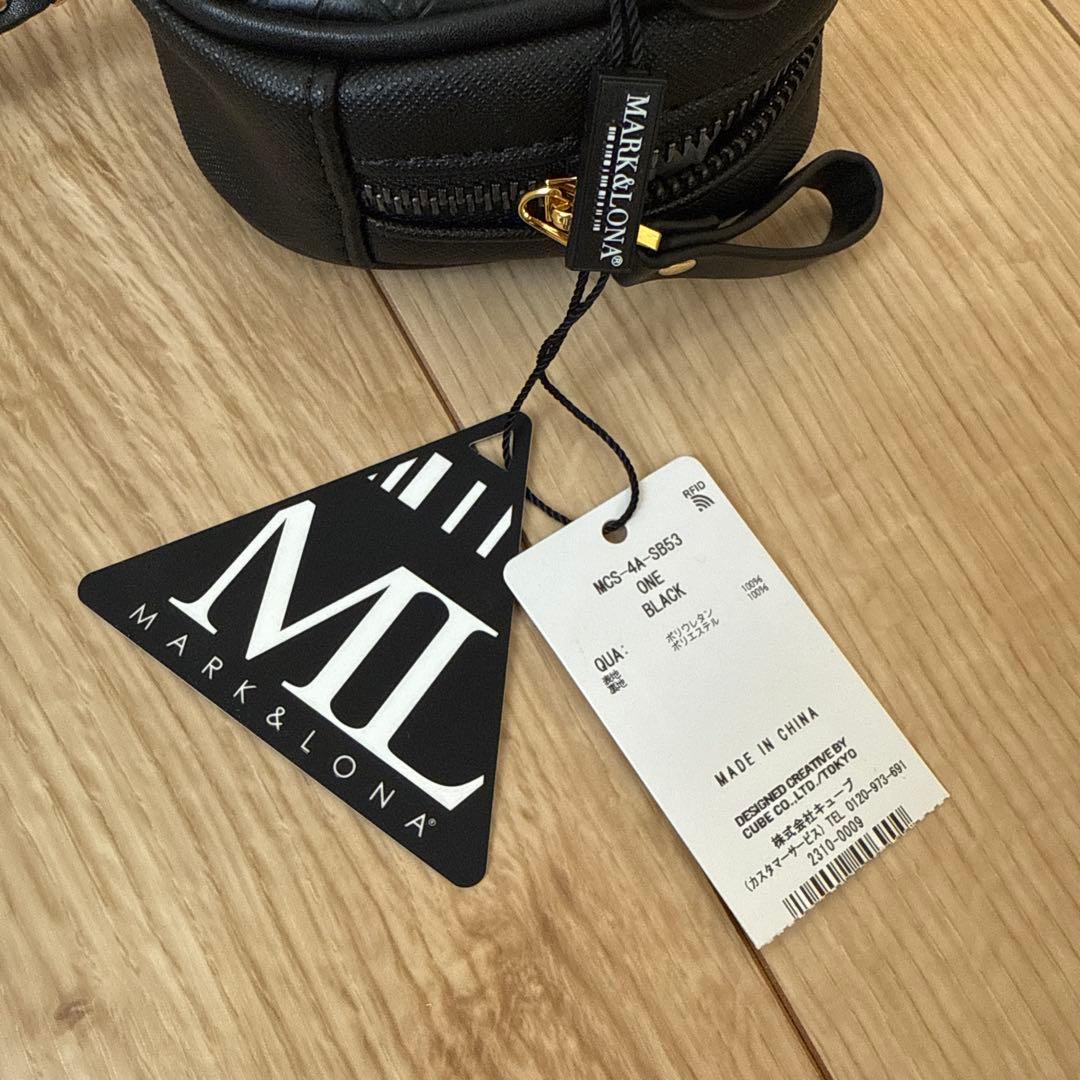 MARK&LONA®
ML
MARK&LONA®
RFID
MCS-4A-SB53
ONE
BLACK
QUA:
表地 ポリウレタン 100%
裏地 ポリエステル 100%
MADE IN CHINA
DESIGNED CREATIVE BY
CUBE CO.,LTD./TOKYO
株式会社キューブ
(カスタマーサービス) TEL 0120-973-691
2310-0009